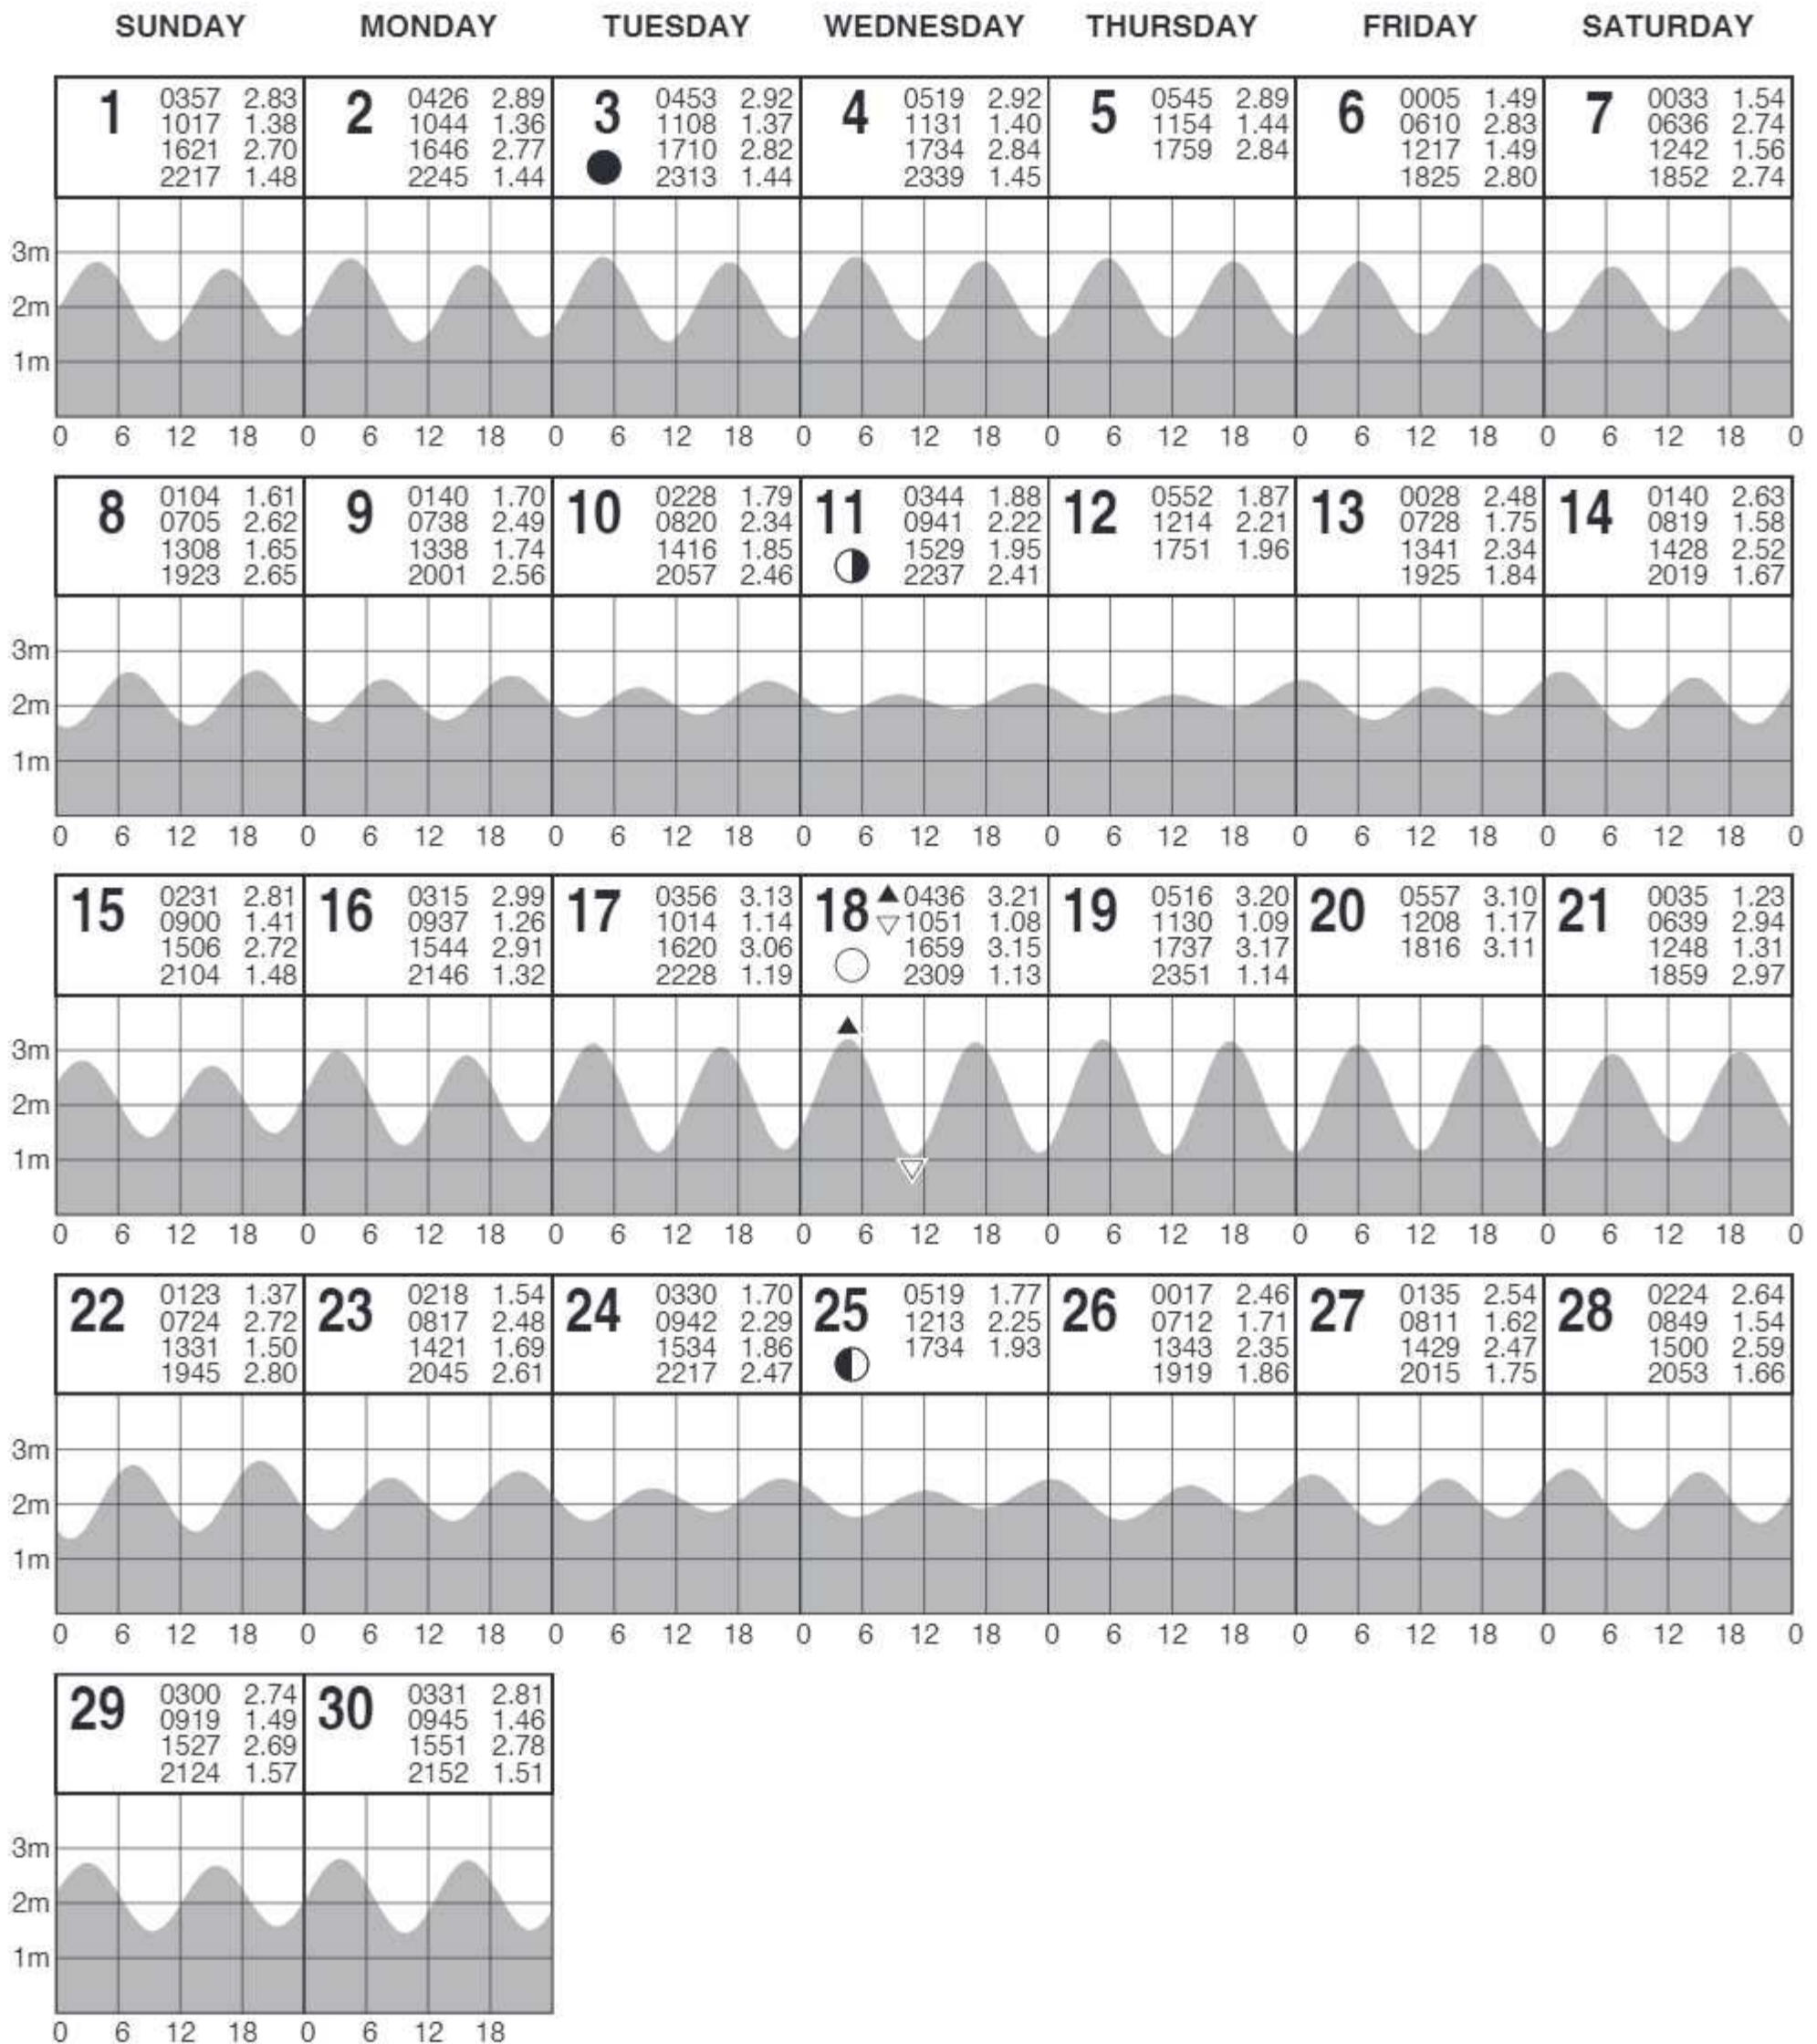 SUNDAY MONDAY TUESDAY WEDNESDAY THURSDAY FRIDAY SATURDAY
1 0357 2.83
1017 1.38
1621 2.70
2217 1.48
2 0426 2.89
1044 1.36
1646 2.77
2245 1.44
3 0453 2.92
1108 1.37
1710 2.82
2313 1.44
4 0519 2.92
1131 1.40
1734 2.84
2339 1.45
5 0545 2.89
1154 1.44
1759 2.84
6 0005 1.49
0610 2.83
1217 1.49
1825 2.80
7 0033 1.54
0636 2.74
1242 1.56
1852 2.74
3m
2m
1m
0 6 12 18 0 6 12 18 0 6 12 18 0 6 12 18 0 6 12 18 0 6 12 18 0 6 12 18 0
8 0104 1.61
0705 2.62
1308 1.65
1923 2.65
9 0140 1.70
0738 2.49
1338 1.74
2001 2.56
10 0228 1.79
0820 2.34
1416 1.85
2057 2.46
11 0344 1.88
0941 2.22
1529 1.95
2237 2.41
12 0552 1.87
1214 2.21
1751 1.96
13 0028 2.48
0728 1.75
1341 2.34
1925 1.84
14 0140 2.63
0819 1.58
1428 2.52
2019 1.67
3m
2m
1m
0 6 12 18 0 6 12 18 0 6 12 18 0 6 12 18 0 6 12 18 0 6 12 18 0 6 12 18 0
15 0231 2.81
0900 1.41
1506 2.72
2104 1.48
16 0315 2.99
0937 1.26
1544 2.91
2146 1.32
17 0356 3.13
1014 1.14
1620 3.06
2228 1.19
18 0436 3.21
1051 1.08
1659 3.15
2309 1.13
19 0516 3.20
1130 1.09
1737 3.17
2351 1.14
20 0557 3.10
1208 1.17
1816 3.11
21 0035 1.23
0639 2.94
1248 1.31
1859 2.97
3m
2m
1m
0 6 12 18 0 6 12 18 0 6 12 18 0 6 12 18 0 6 12 18 0 6 12 18 0 6 12 18 0
22 0123 1.37
0724 2.72
1331 1.50
1945 2.80
23 0218 1.54
0817 2.48
1421 1.69
2045 2.61
24 0330 1.70
0942 2.29
1534 1.86
2217 2.47
25 0519 1.77
1213 2.25
1734 1.93
26 0017 2.46
0712 1.71
1343 2.35
1919 1.86
27 0135 2.54
0811 1.62
1429 2.47
2015 1.75
28 0224 2.64
0849 1.54
1500 2.59
2053 1.66
3m
2m
1m
0 6 12 18 0 6 12 18 0 6 12 18 0 6 12 18 0 6 12 18 0 6 12 18 0 6 12 18 0
29 0300 2.74
0919 1.49
1527 2.69
2124 1.57
30 0331 2.81
0945 1.46
1551 2.78
2152 1.51
3m
2m
1m
0 6 12 18 0 6 12 18